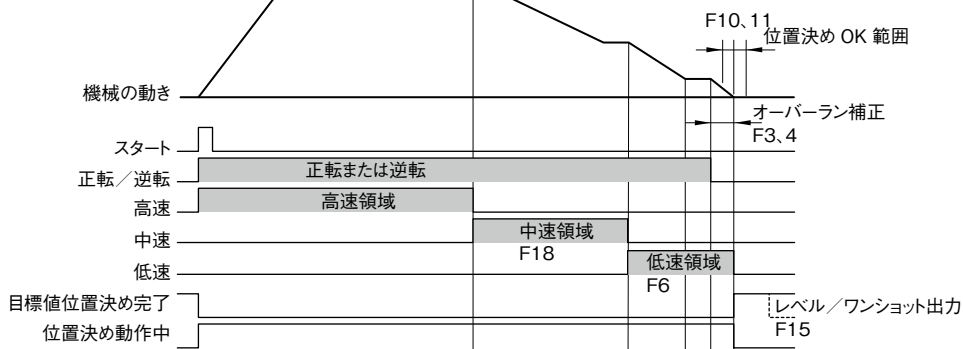 F10、11
位置決め OK 範囲
機械の動き
オーバーラン補正
F3、4
スタート
正転／逆転
正転または逆転
高速
高速領域
中速
中速領域
F18
低速
低速領域
F6
目標値位置決め完了
レベル／ワンショット出力
F15
位置決め動作中